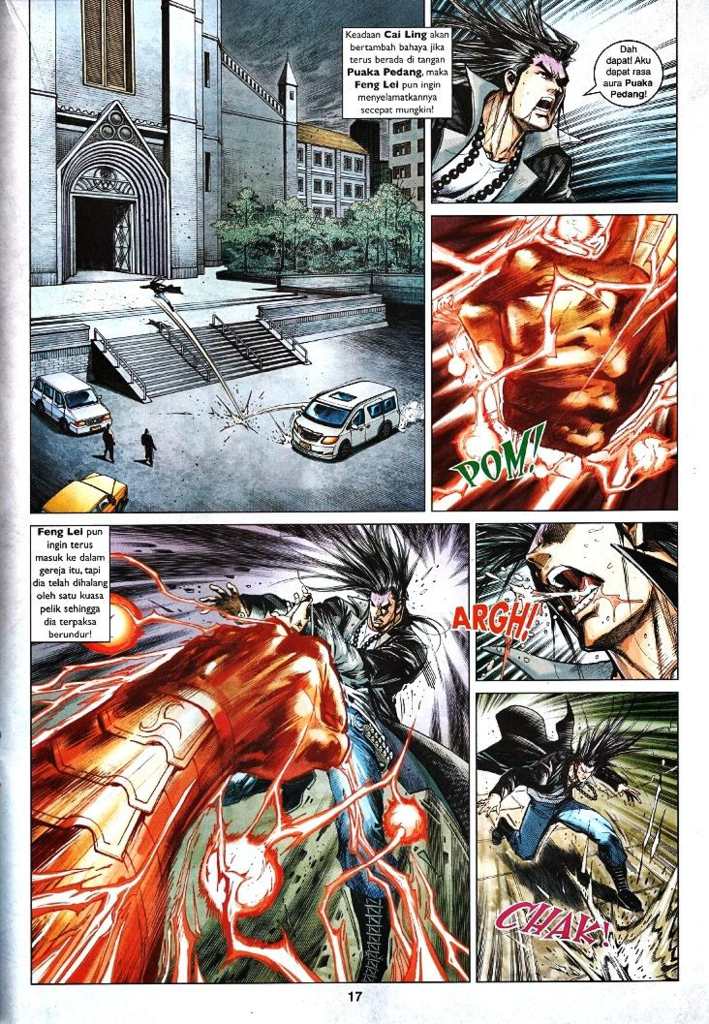 Keadaan Cai Ling akan
bertambah bahaya jika
terus berada di tangan
Puaka Pedang, maka
Feng Lei pun ingin
menyelamatkannya
secepat mungkin!
Dah
dapat! Aku
dapat rasa
aura Puaka
Pedang!
POM!
Feng Lei pun
ingin terus
masuk ke dalam
gereja itu, tapi
dia telah dihalang
oleh satu kuasa
pelik sehingga
dia terpaksa
berundur!
ARGH!
CHAK!
17